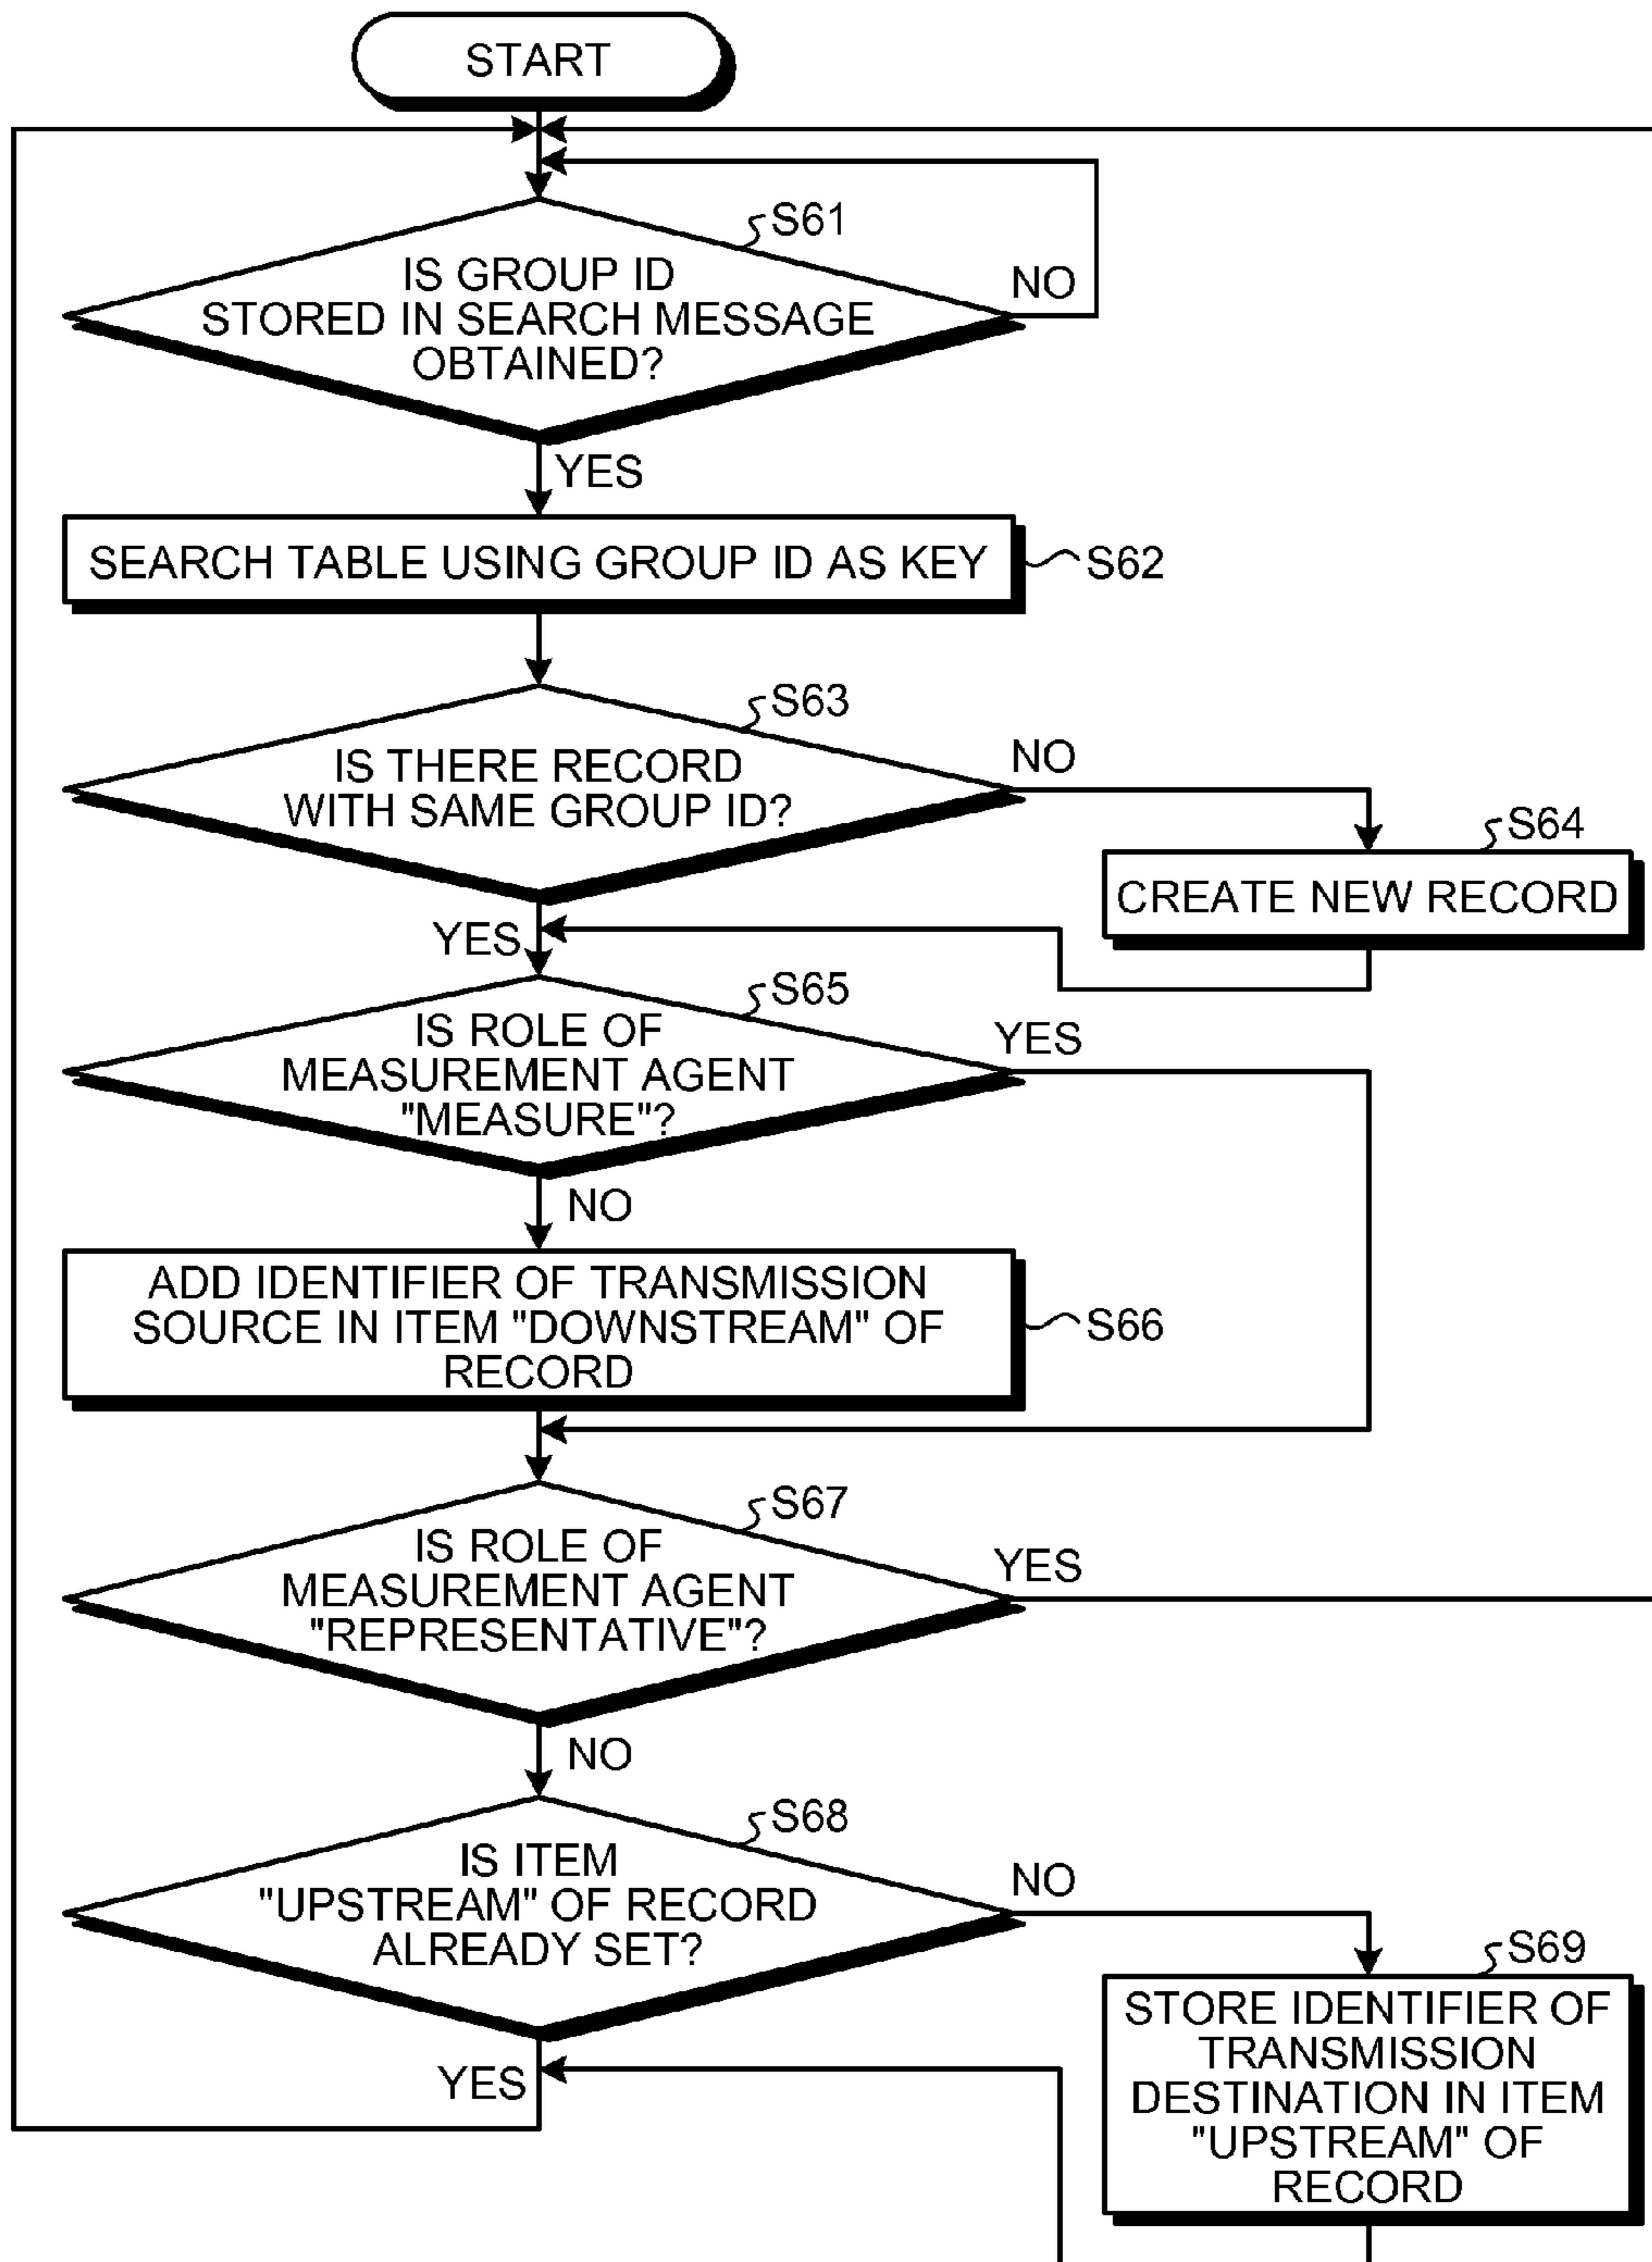 START
S61
IS GROUP ID
STORED IN SEARCH MESSAGE
OBTAINED?
NO
YES
SEARCH TABLE USING GROUP ID AS KEY
S62
S63
IS THERE RECORD
WITH SAME GROUP ID?
NO
S64
CREATE NEW RECORD
YES
S65
IS ROLE OF
MEASUREMENT AGENT
"MEASURE"?
YES
NO
ADD IDENTIFIER OF TRANSMISSION
SOURCE IN ITEM "DOWNSTREAM" OF
RECORD
S66
S67
IS ROLE OF
MEASUREMENT AGENT
"REPRESENTATIVE"?
YES
NO
S68
IS ITEM
"UPSTREAM" OF RECORD
ALREADY SET?
NO
S69
STORE IDENTIFIER OF
TRANSMISSION
DESTINATION IN ITEM
"UPSTREAM" OF
RECORD
YES